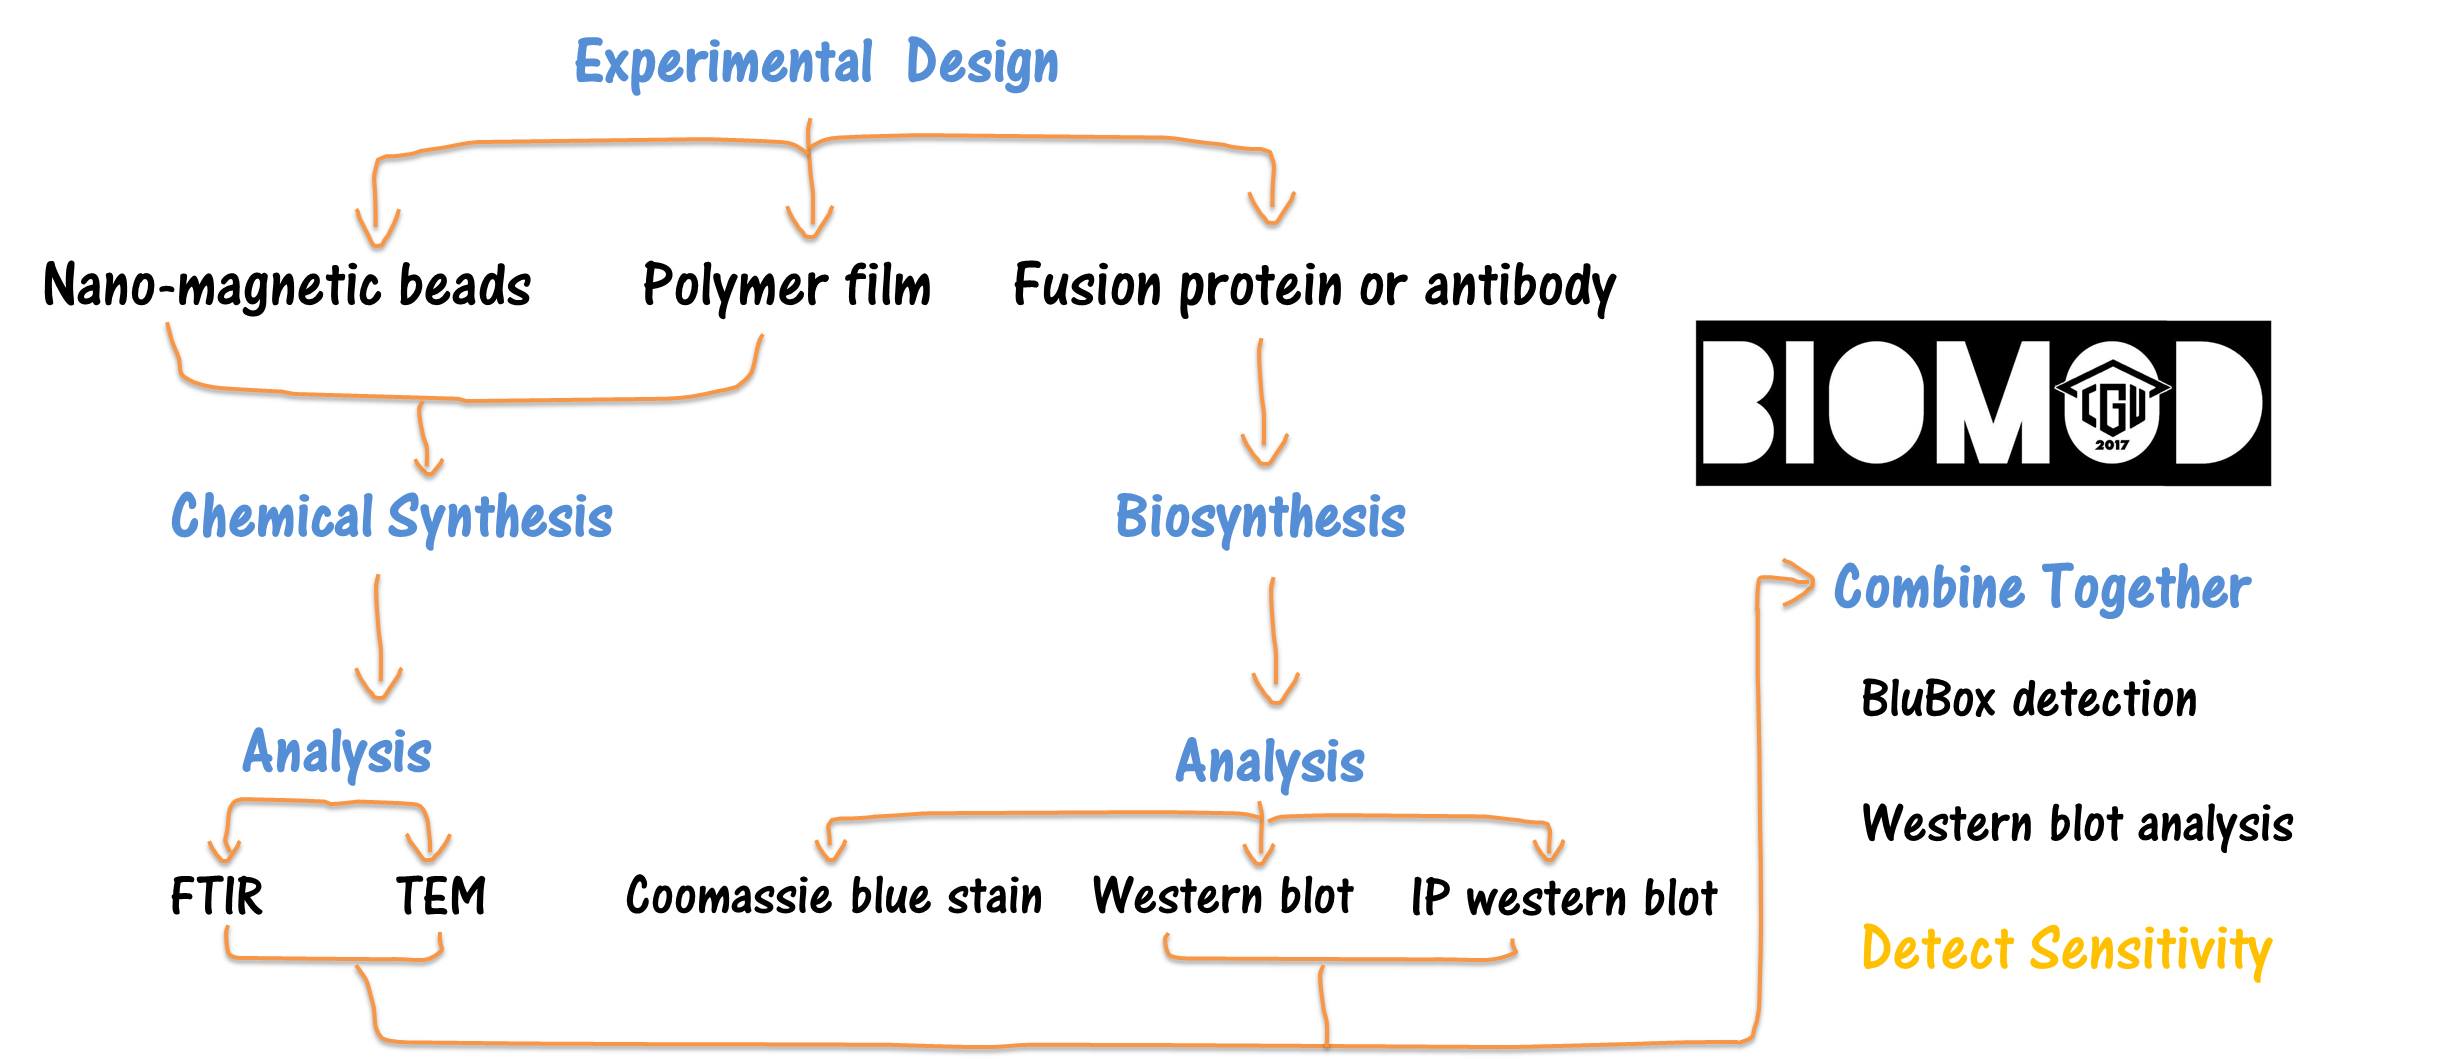 Experimental Design
Nano-magnetic beads
Polymer film
Fusion protein or antibody
BIOMOD
CGU
2017
Chemical Synthesis
Biosynthesis
Combine Together
BluBox detection
Analysis
Analysis
Western blot analysis
FTIR
TEM
Coomassie blue stain
Western blot
IP western blot
Detect Sensitivity